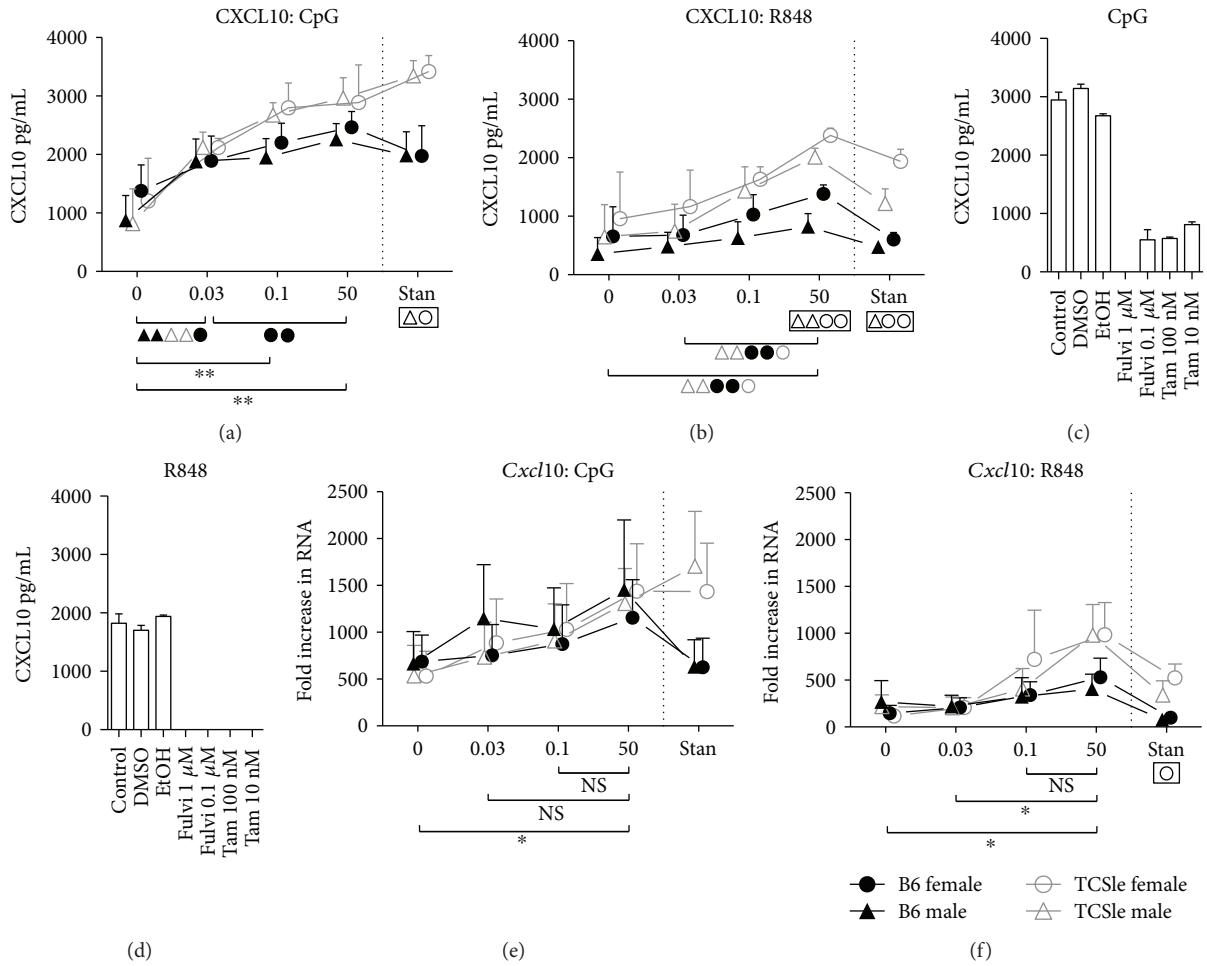 CXCL10: CpG
CXCL10 pg/mL
4000
3000
2000
1000
0
0 0.03 0.1 50 Stan
**
**
(a)
CXCL10: R848
CXCL10 pg/mL
4000
3000
2000
1000
0
0 0.03 0.1 50 Stan
(b)
CpG
CXCL10 pg/mL
4000
3000
2000
1000
0
Control
DMSO
EtOH
Fulvi 1 μM
Fulvi 0.1 μM
Tam 100 nM
Tam 10 nM
(c)
R848
CXCL10 pg/mL
4000
3000
2000
1000
0
Control
DMSO
EtOH
Fulvi 1 μM
Fulvi 0.1 μM
Tam 100 nM
Tam 10 nM
(d)
Cxcl10: CpG
Fold increase in RNA
2500
2000
1500
1000
500
0
0 0.03 0.1 50 Stan
NS
NS
*
(e)
Cxcl10: R848
Fold increase in RNA
2500
2000
1500
1000
500
0
0 0.03 0.1 50 Stan
NS
*
*
B6 female
B6 male
TCSle female
TCSle male
(f)